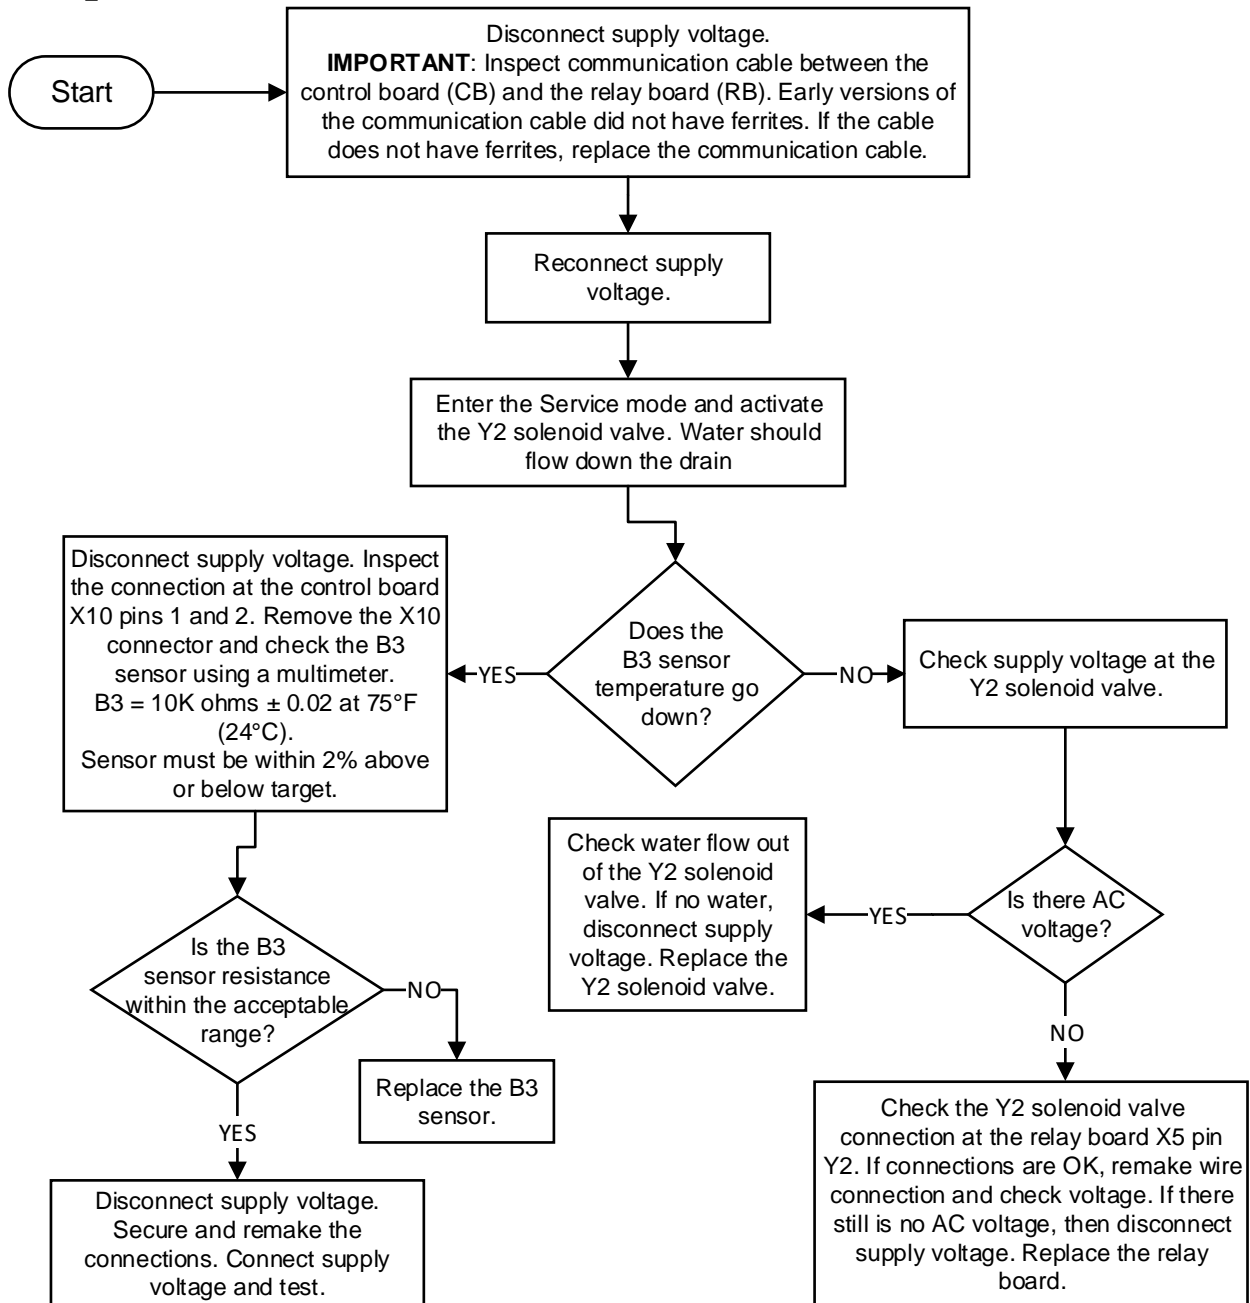 Start
Disconnect supply voltage.
IMPORTANT: Inspect communication cable between the
control board (CB) and the relay board (RB). Early versions of
the communication cable did not have ferrites. If the cable
does not have ferrites, replace the communication cable.
Reconnect supply
voltage.
Enter the Service mode and activate
the Y2 solenoid valve. Water should
flow down the drain
Does the
B3 sensor
temperature go
down?
YES
NO
Disconnect supply voltage. Inspect
the connection at the control board
X10 pins 1 and 2. Remove the X10
connector and check the B3
sensor using a multimeter.
B3 = 10K ohms ± 0.02 at 75°F
(24°C).
Sensor must be within 2% above
or below target.
Check supply voltage at the
Y2 solenoid valve.
Is there AC
voltage?
YES
NO
Check water flow out
of the Y2 solenoid
valve. If no water,
disconnect supply
voltage. Replace the
Y2 solenoid valve.
Is the B3
sensor resistance
within the acceptable
range?
NO
YES
Replace the B3
sensor.
Disconnect supply voltage.
Secure and remake the
connections. Connect supply
voltage and test.
Check the Y2 solenoid valve
connection at the relay board X5 pin
Y2. If connections are OK, remake wire
connection and check voltage. If there
still is no AC voltage, then disconnect
supply voltage. Replace the relay
board.